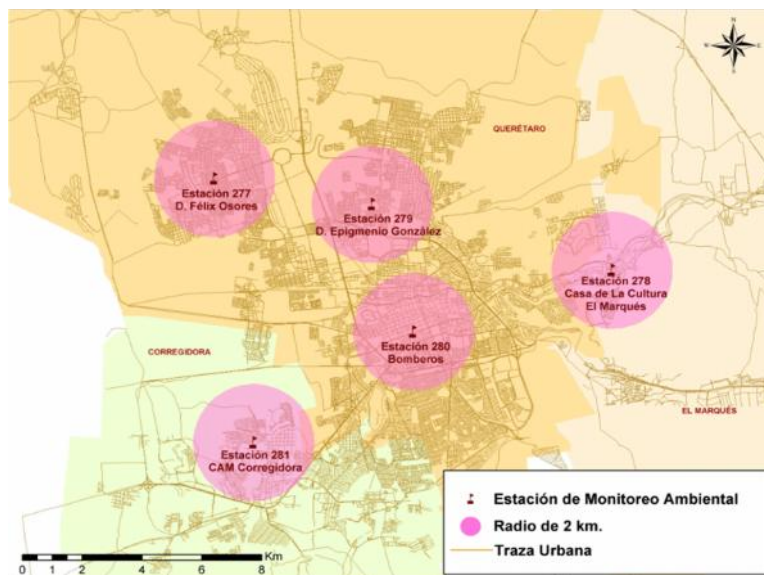 N
W
E
S
QUERÉTARO
Estación 277
D. Félix Osores
Estación 279
D. Epigmenio González
Estación 278
Casa de La Cultura
El Marqués
Estación 280
Bomberos
CORREGIDORA
EL MARQUÉS
Estación 281
CAM Corregidora
Estación de Monitoreo Ambiental
Radio de 2 km.
Traza Urbana
Km
0 1 2 4 6 8